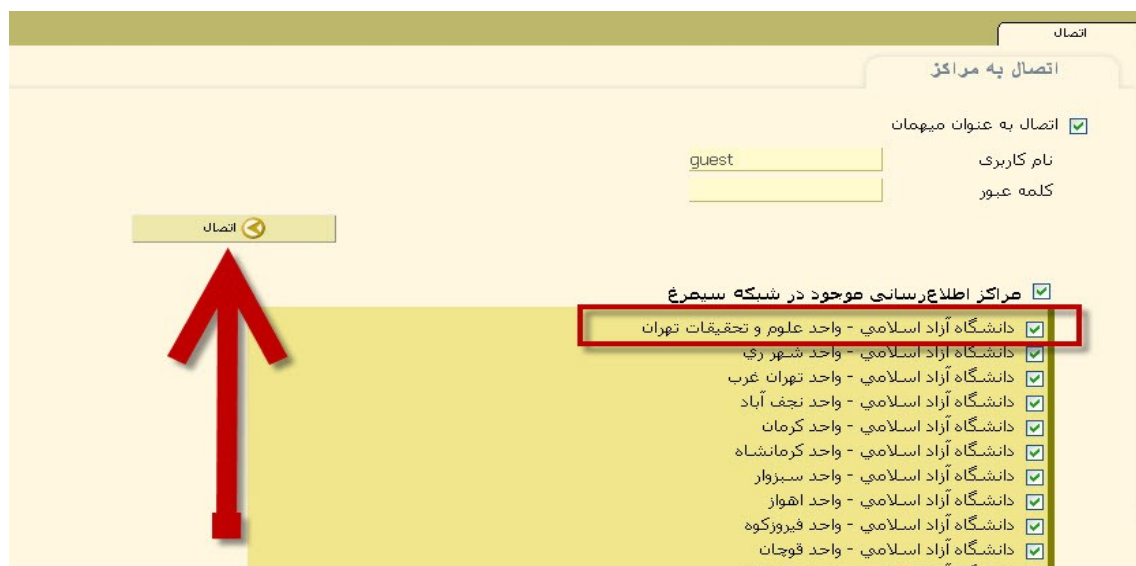 اتصال
اتصال به مراکز
اتصال به عنوان میهمان
نام کاربری guest
کلمه عبور
اتصال
مراکز اطلاع‌رسانی موجود در شبکه سیمرغ
دانشگاه آزاد اسلامي - واحد علوم و تحقیقات تهران
دانشگاه آزاد اسلامي - واحد شهر ري
دانشگاه آزاد اسلامي - واحد تهران غرب
دانشگاه آزاد اسلامي - واحد نجف آباد
دانشگاه آزاد اسلامي - واحد کرمان
دانشگاه آزاد اسلامي - واحد کرمانشاه
دانشگاه آزاد اسلامي - واحد سبزوار
دانشگاه آزاد اسلامي - واحد اهواز
دانشگاه آزاد اسلامي - واحد فیروزکوه
دانشگاه آزاد اسلامي - واحد قوچان